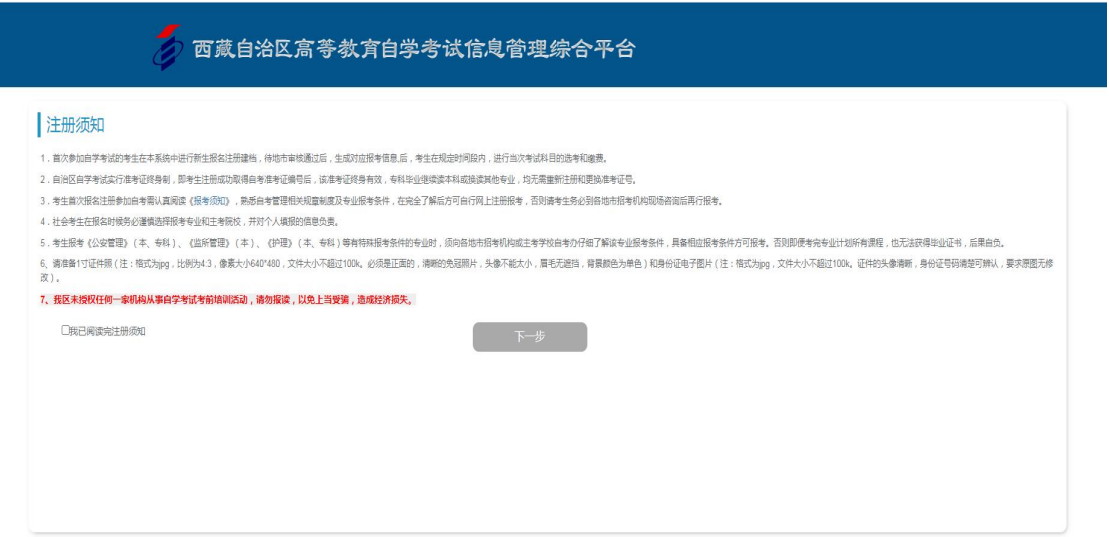 西藏自治区高等教育自学考试信息管理综合平台
注册须知
1．首次参加自学考试的考生在本系统中进行新生报名注册建档，待地市审核通过后，生成对应报考信息,后，考生在规定时间段内，进行当次考试科目的选考和缴费。
2．自治区自学考试实行准考证终身制，即考生注册成功取得自考准考证编号后，该准考证终身有效，专科毕业继续读本科或换读其他专业，均无需重新注册和更换准考证号。
3．考生首次报名注册参加自考需认真阅读《报考须知》，熟悉自考管理相关规章制度及专业报考条件，在完全了解后方可自行网上注册报考，否则请考生务必到各地市招考机构现场咨询后再行报考。
4．社会考生在报名时候务必谨慎选择报考专业和主考院校，并对个人填报的信息负责。
5．考生报考《公安管理》（本、专科）、《监所管理》（本）、《护理》（本、专科）等有特殊报考条件的专业时，须向各地市招考机构或主考学校自考办仔细了解该专业报考条件，具备相应报考条件方可报考。否则即便考完专业计划所有课程，也无法获得毕业证书，后果自负。
6、请准备1寸证件照（注：格式为jpg，比例为4.3，像素大小640*480，文件大小不超过100k。必须是正面的，清晰的免冠照片，头像不能太小，眉毛无遮挡，背景颜色为单色）和身份证电子图片（注：格式为jpg，文件大小不超过100k。证件的头像清晰，身份证号码清楚可辨认，要求原图无修
改）。
7、我区未授权任何一家机构从事自学考试考前培训活动，请勿报读，以免上当受骗，造成经济损失。
我已阅读完注册须知
下一步